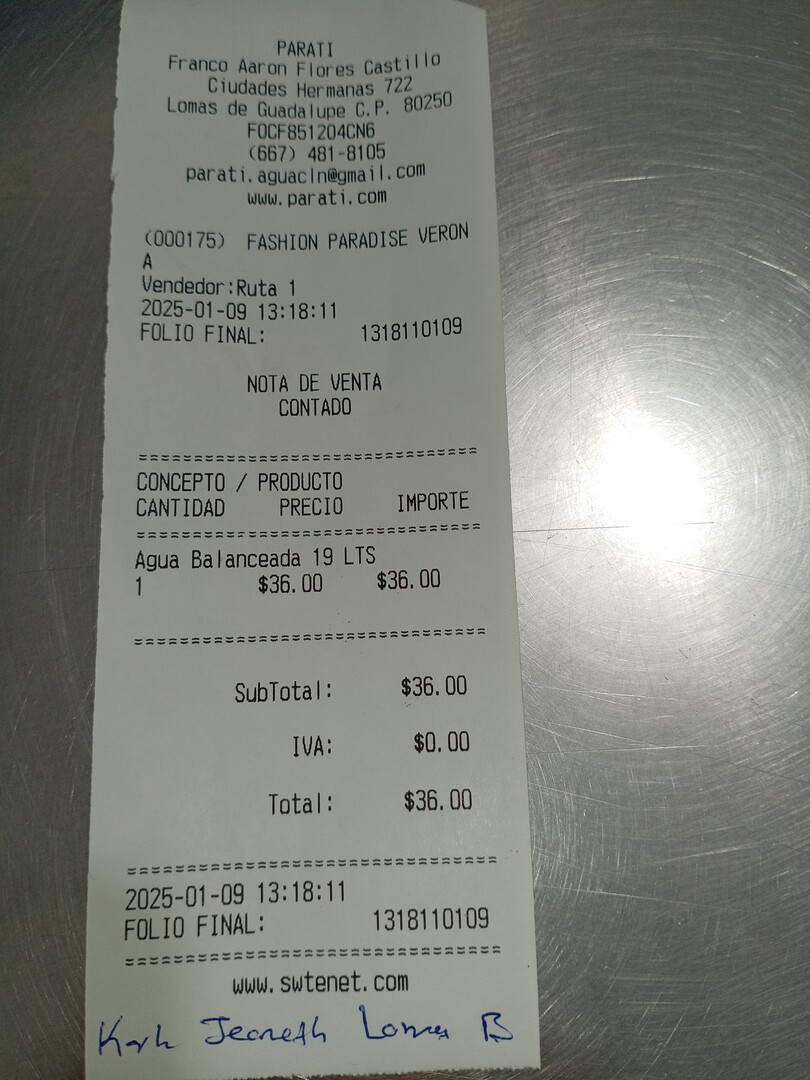 PARATI
Franco Aaron Flores Castillo
Ciudades Hermanas 722
Lomas de Guadalupe C.P. 80250
FOCF851204CN6
(667) 481-8105
parati.aguacln@gmail.com
www.parati.com
(000175) FASHION PARADISE VERON
A
Vendedor:Ruta 1
2025-01-09 13:18:11
FOLIO FINAL: 1318110109
NOTA DE VENTA
CONTADO
================================
CONCEPTO / PRODUCTO
CANTIDAD PRECIO IMPORTE
================================
Agua Balanceada 19 LTS
1 $36.00 $36.00
================================
SubTotal: $36.00
IVA: $0.00
Total: $36.00
================================
2025-01-09 13:18:11
FOLIO FINAL: 1318110109
================================
www.swtenet.com
Jeaneth B